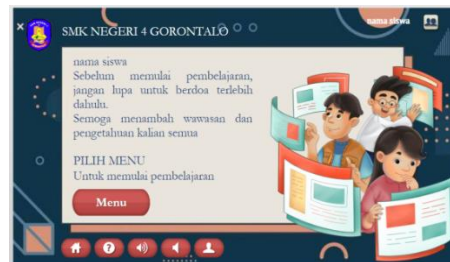 SMK NEGERI 4 GORONTALO
nama siswa
nama siswa
Sebelum memulai pembelajaran,
jangan lupa untuk berdoa terlebih
dahulu.
Semoga menambah wawasan dan
pengetahuan kalian semua
PILIH MENU
Untuk memulai pembelajaran
Menu